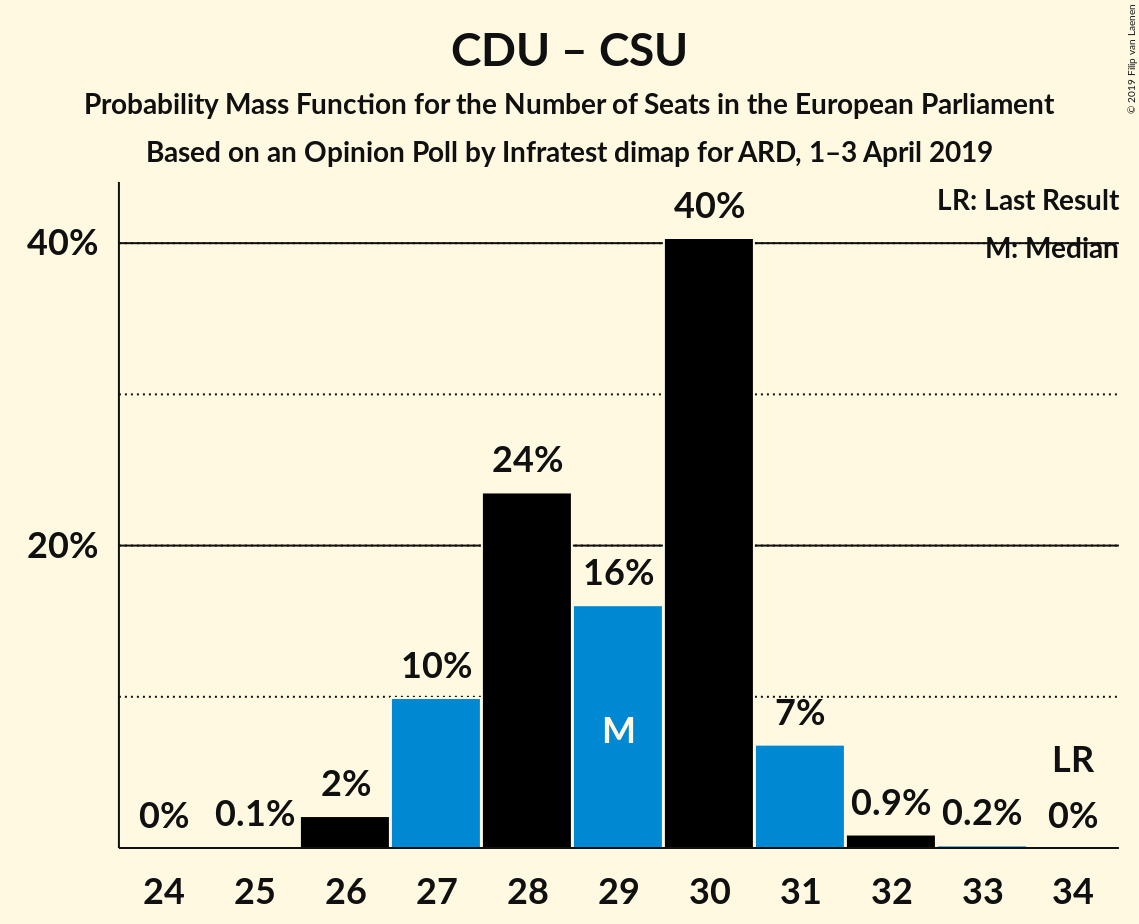 CDU – CSU
Probability Mass Function for the Number of Seats in the European Parliament
Based on an Opinion Poll by Infratest dimap for ARD, 1–3 April 2019
© 2019 Filip van Laenen
LR: Last Result
M: Median
40%
20%
0%
0.1%
2%
10%
24%
16%
40%
7%
0.9%
0.2%
0%
LR
M
24 25 26 27 28 29 30 31 32 33 34